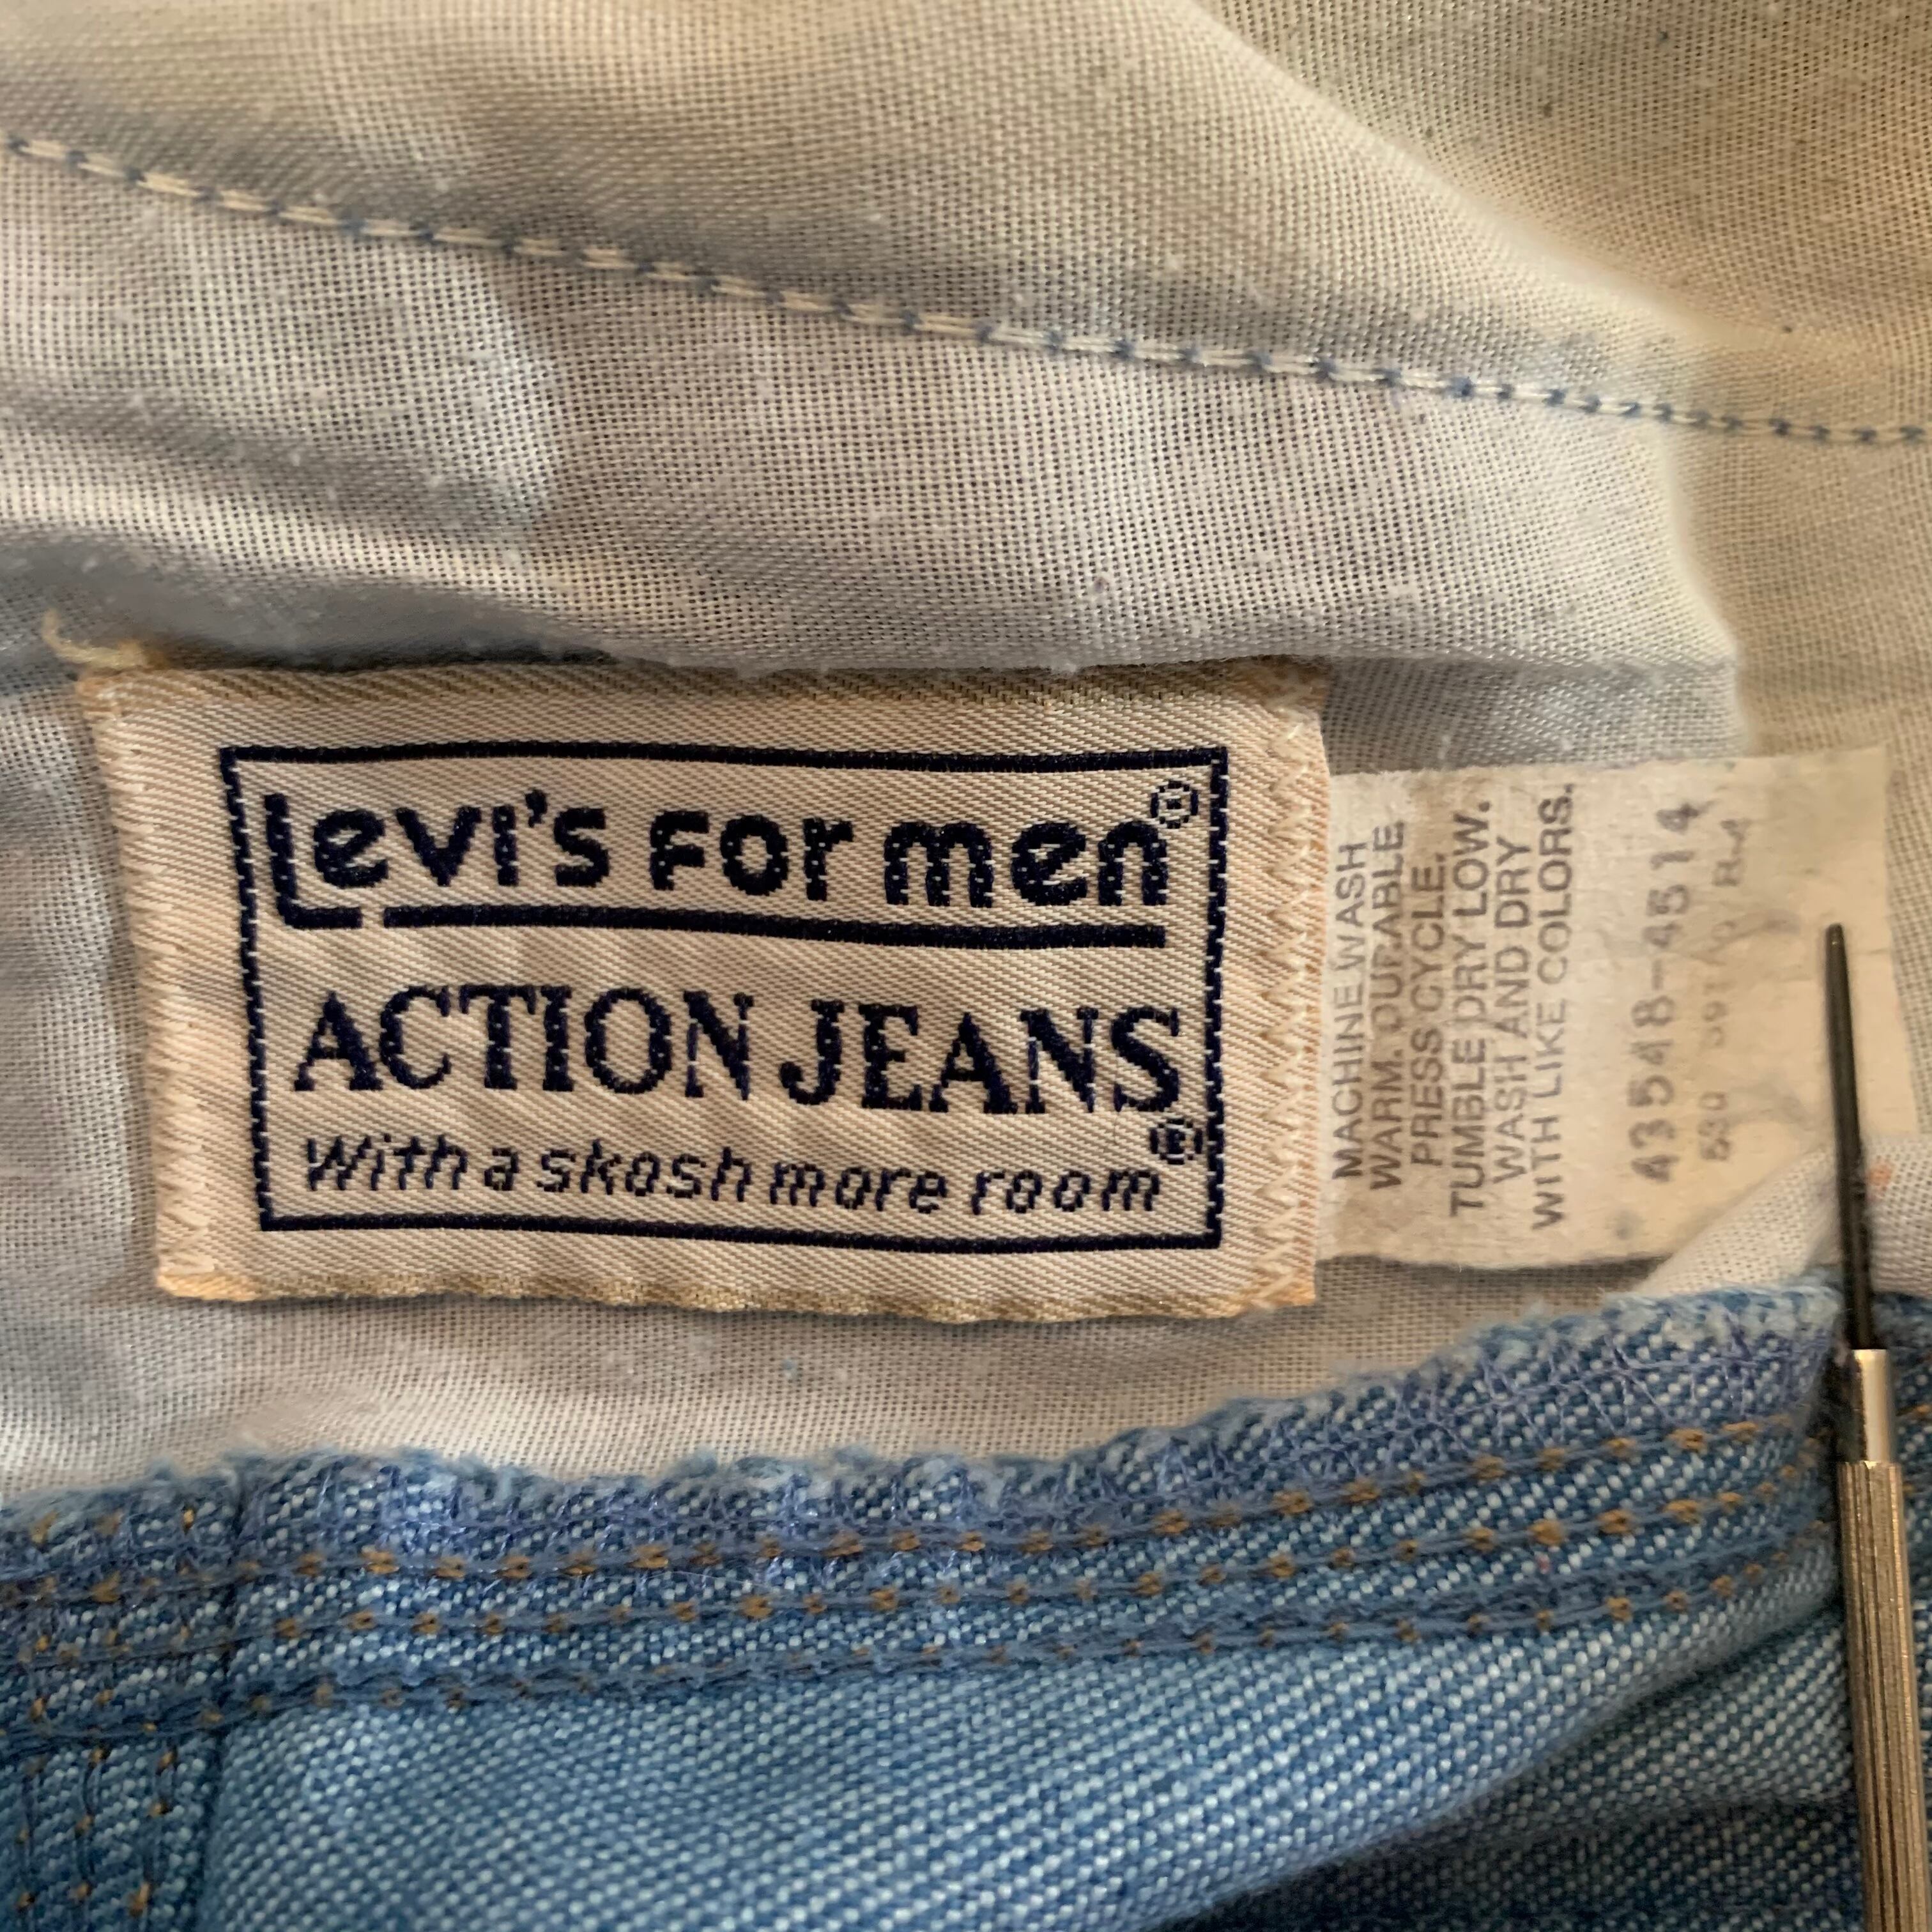 Levi's FOR men®
ACTION JEANS
With a skosh more room®
MACHINE WASH
WARM. DURABLE
PRESS CYCLE.
TUMBLE DRY LOW.
WASH AND DRY
WITH LIKE COLORS.
43548-4514
530